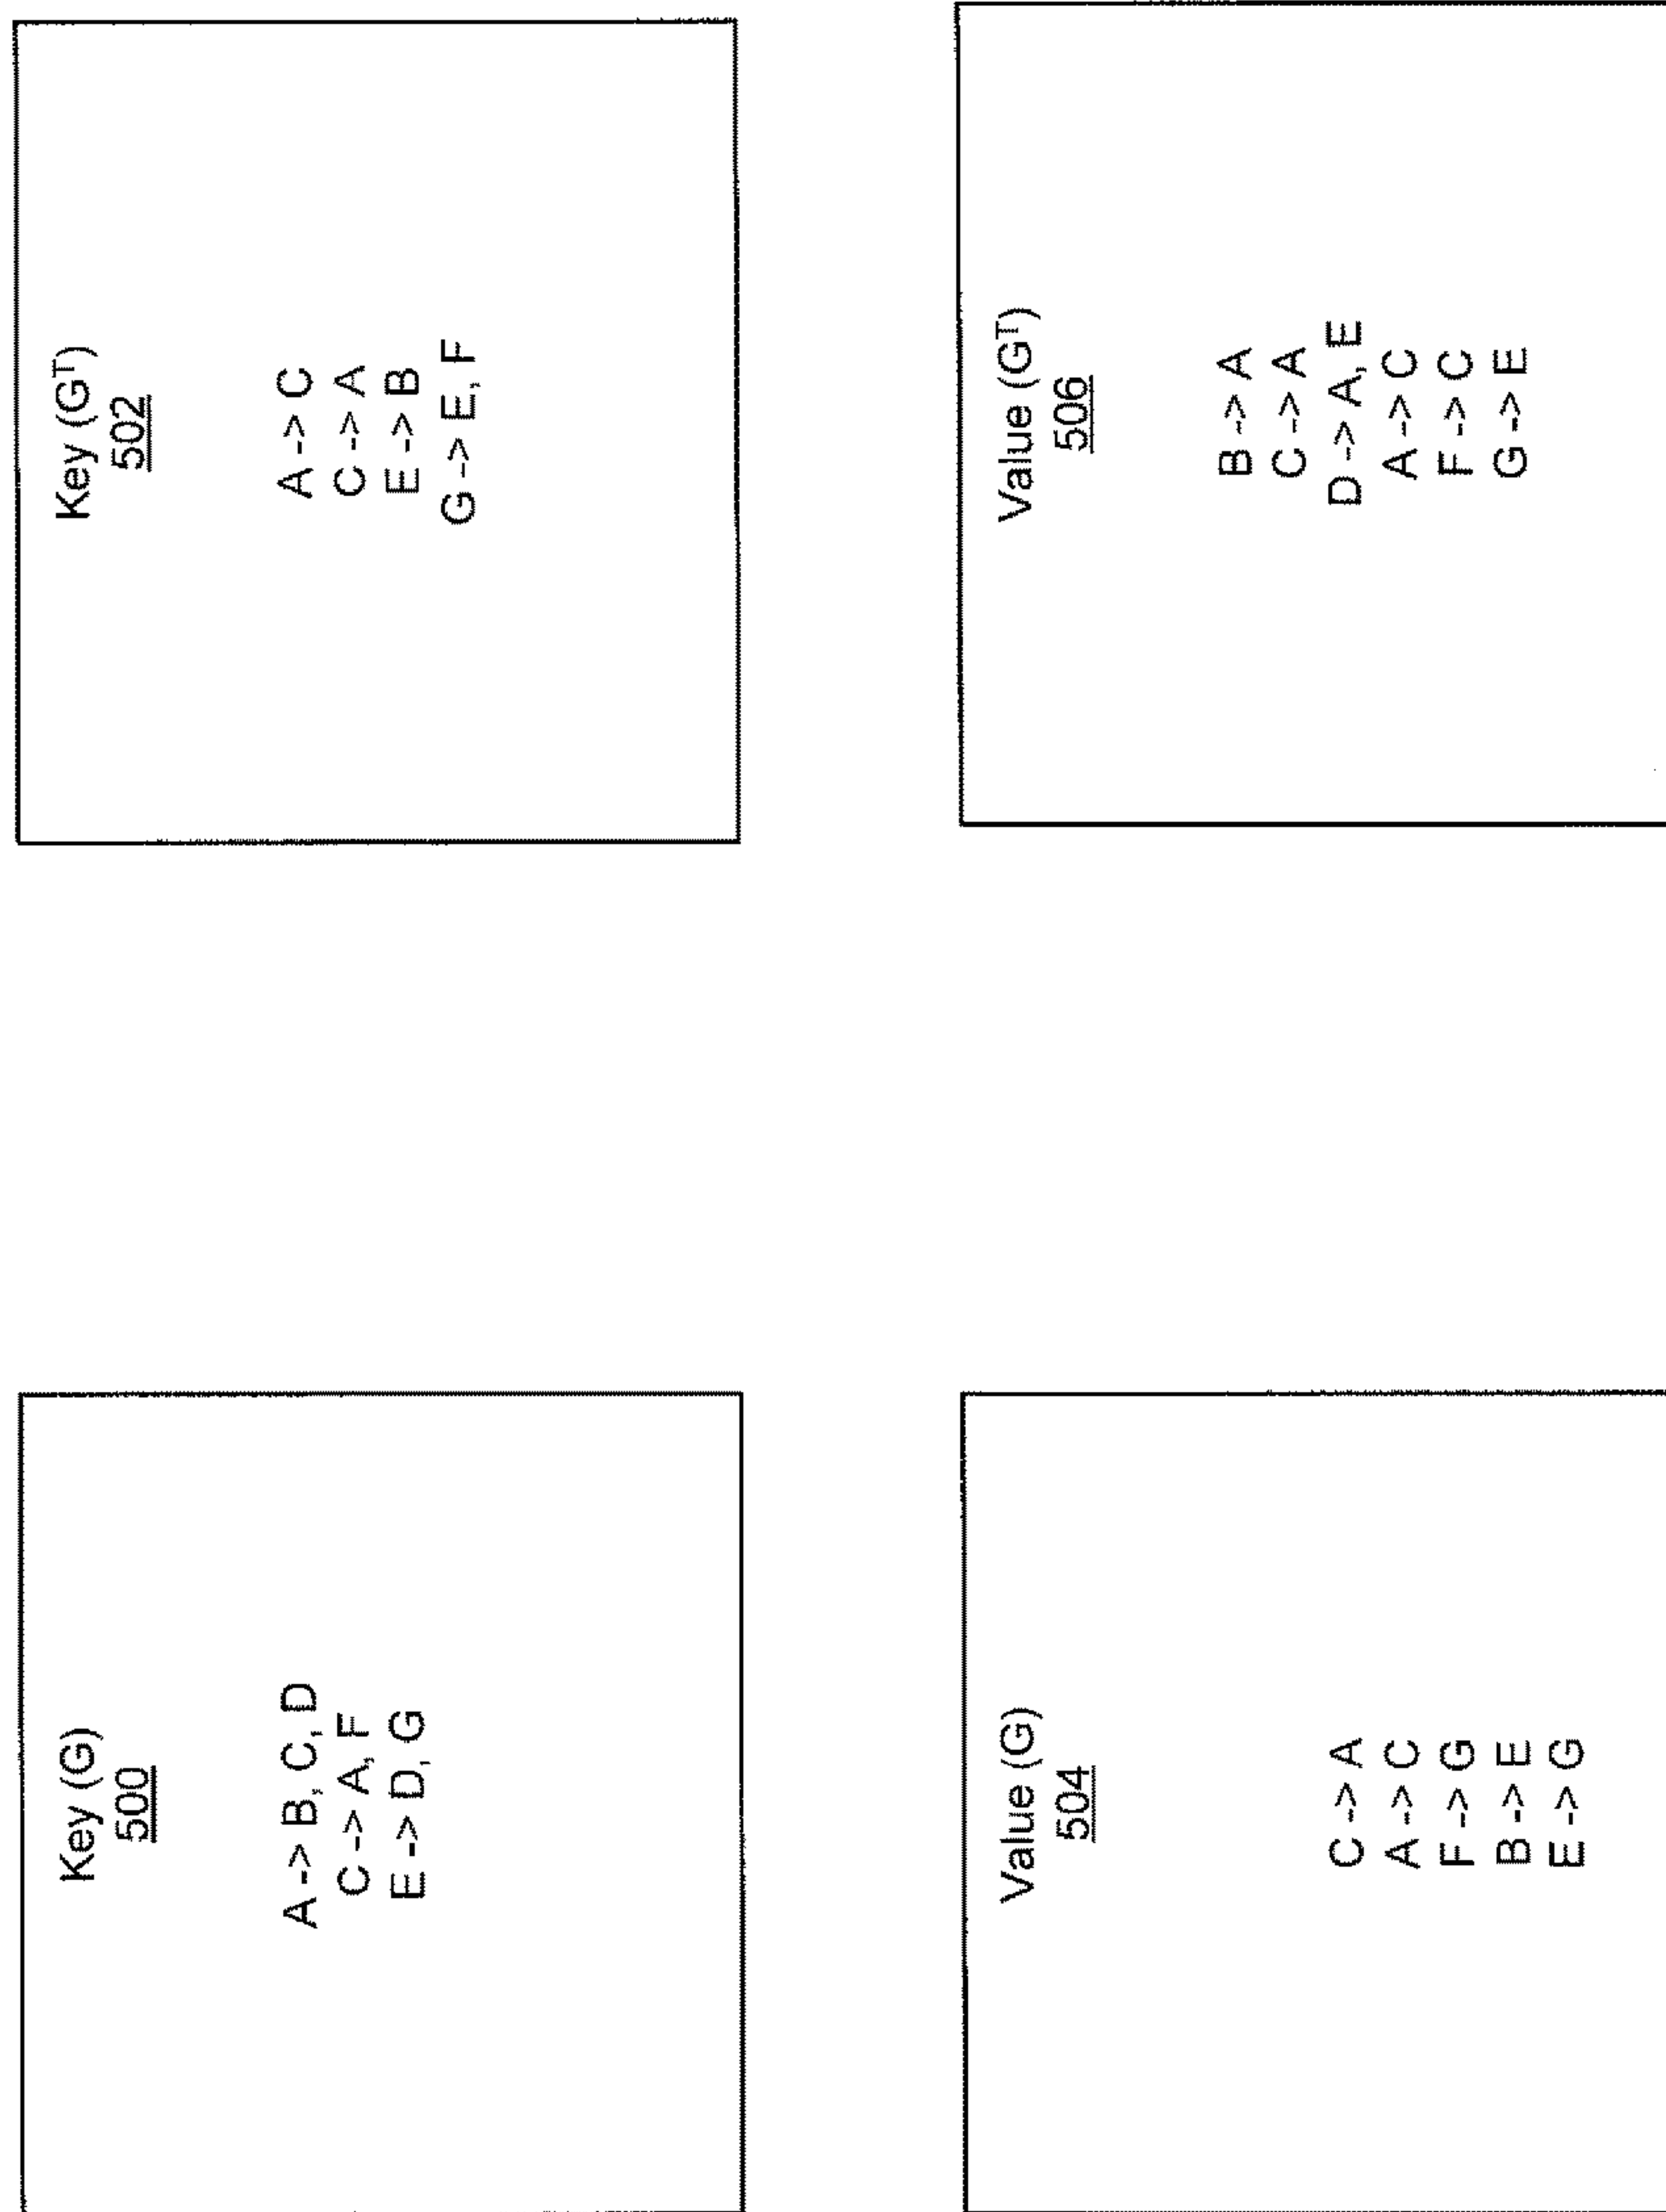 Key (G)
500
A -> B, C, D
C -> A, F
E -> D, G
Key (Gᵀ)
502
A -> C
C -> A
E -> B
G -> E, F
Value (G)
504
C -> A
A -> C
F -> G
B -> E
E -> G
Value (Gᵀ)
506
B -> A
C -> A
D -> A, E
A -> C
F -> C
G -> E